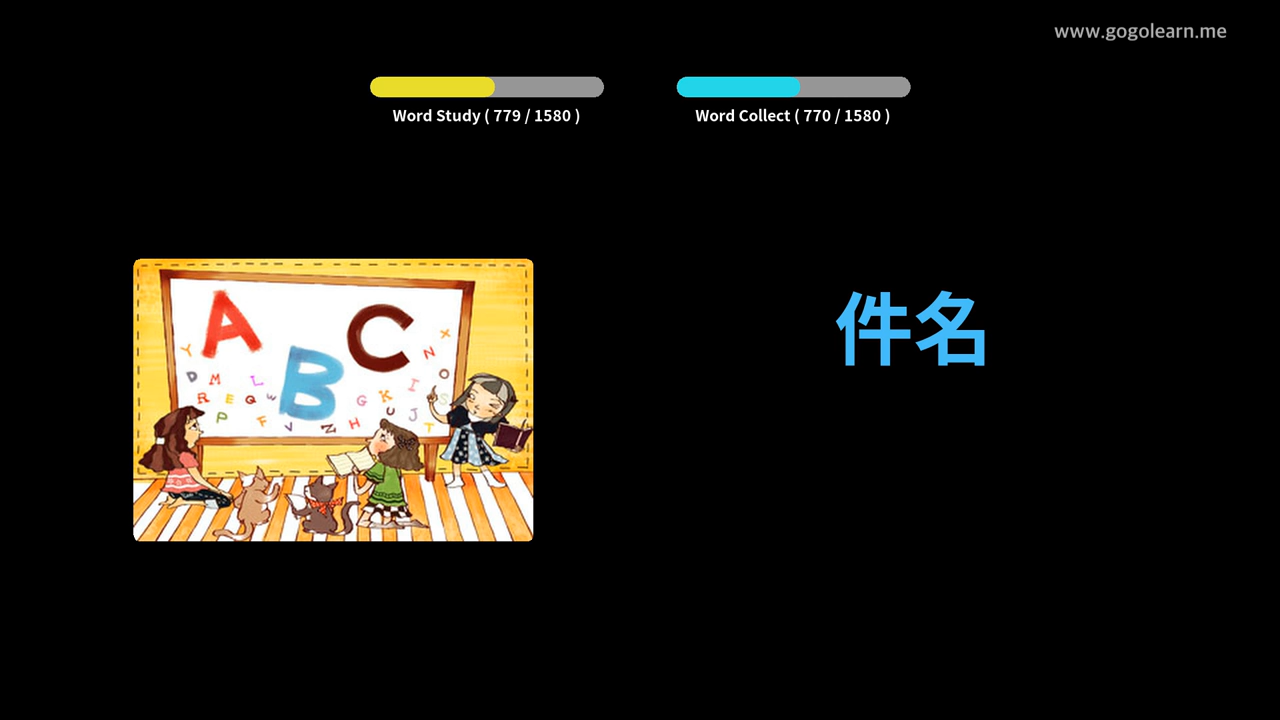 www.gogolearn.me
Word Study ( 779 / 1580 )
Word Collect ( 770 / 1580 )
件名
A
B
C
Y
X
N
D
M
L
O
I
R
E
Q
W
G
K
S
P
F
V
Z
H
U
J
T